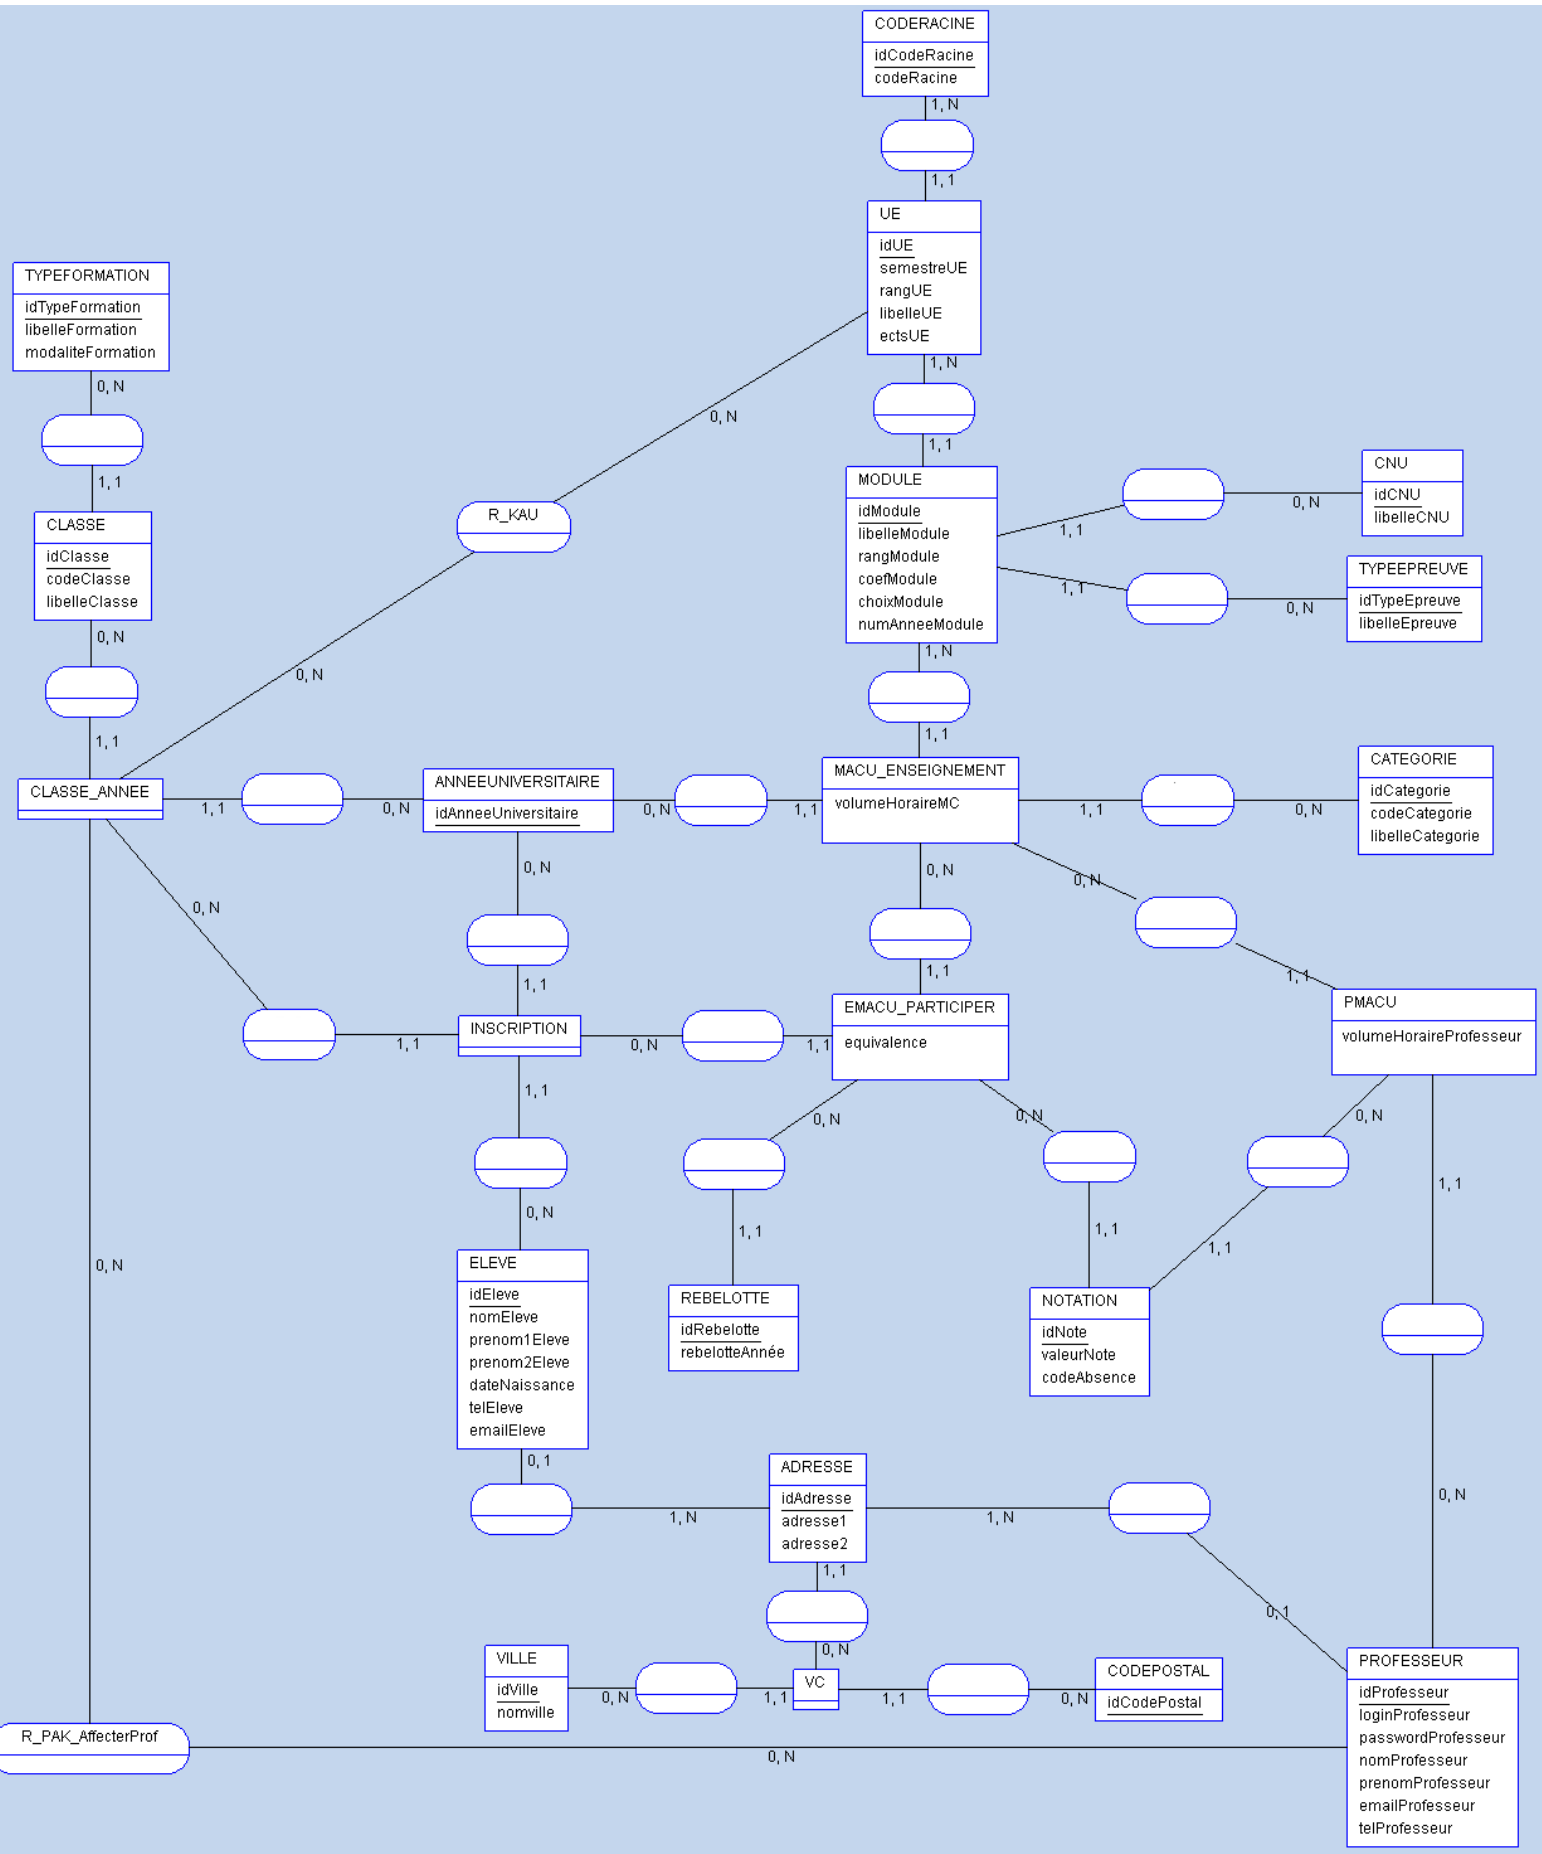 CODERACINE
idCodeRacine
codeRacine
1, N
1, 1
UE
idUE
semestreUE
rangUE
libelleUE
ectsUE
TYPEFORMATION
idTypeFormation
libelleFormation
modaliteFormation
0, N
1, N
0, N
1, 1
1, 1
CLASSE
idClasse
codeClasse
libelleClasse
R_KAU
MODULE
idModule
libelleModule
rangModule
coefModule
choixModule
numAnneeModule
CNU
idCNU
libelleCNU
1, 1
0, N
TYPEEPREUVE
idTypeEpreuve
libelleEpreuve
1, 1
0, N
0, N
0, N
1, N
1, 1
1, 1
CLASSE_ANNEE
1, 1
0, N
ANNEEUNIVERSITAIRE
idAnneeUniversitaire
0, N
1, 1
MACU_ENSEIGNEMENT
volumeHoraireMC
1, 1
0, N
CATEGORIE
idCategorie
codeCategorie
libelleCategorie
0, N
0, N
0, N
0, N
1, 1
1, 1
1, 1
INSCRIPTION
1, 1
0, N
1, 1
EMACU_PARTICIPER
equivalence
PMACU
volumeHoraireProfesseur
1, 1
0, N
0, N
0, N
1, 1
0, N
1, 1
1, 1
1, 1
0, N
ELEVE
idEleve
nomEleve
prenom1Eleve
prenom2Eleve
dateNaissance
telEleve
emailEleve
REBELOTTE
idRebelotte
rebelotteAnnée
NOTATION
idNote
valeurNote
codeAbsence
0, 1
ADRESSE
idAdresse
adresse1
adresse2
1, N
1, N
0, N
1, 1
0, 1
0, N
VILLE
idVille
nomville
0, N
1, 1
VC
1, 1
0, N
CODEPOSTAL
idCodePostal
PROFESSEUR
idProfesseur
loginProfesseur
passwordProfesseur
nomProfesseur
prenomProfesseur
emailProfesseur
telProfesseur
R_PAK_AffecterProf
0, N